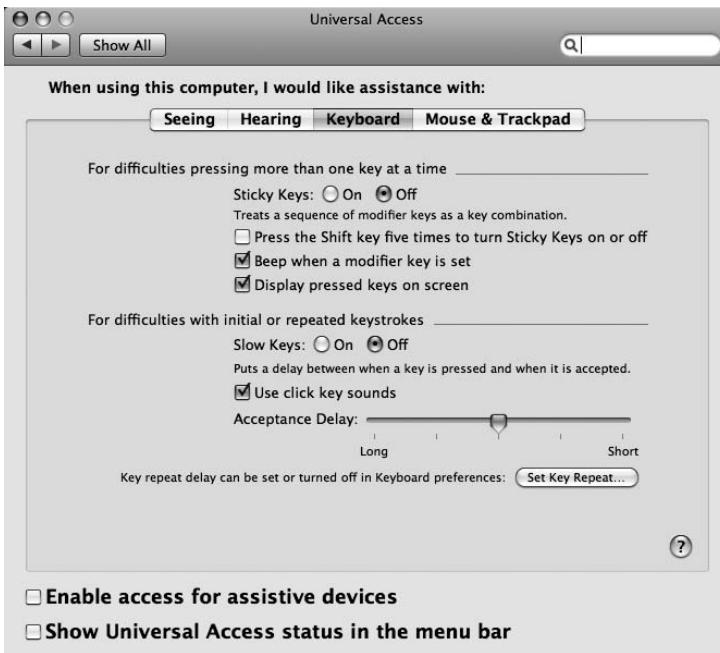 Universal Access
Show All
When using this computer, I would like assistance with:
Seeing Hearing Keyboard Mouse & Trackpad
For difficulties pressing more than one key at a time
Sticky Keys: On Off
Treats a sequence of modifier keys as a key combination.
Press the Shift key five times to turn Sticky Keys on or off
Beep when a modifier key is set
Display pressed keys on screen
For difficulties with initial or repeated keystrokes
Slow Keys: On Off
Puts a delay between when a key is pressed and when it is accepted.
Use click key sounds
Acceptance Delay:
Long Short
Key repeat delay can be set or turned off in Keyboard preferences: Set Key Repeat...
?
Enable access for assistive devices
Show Universal Access status in the menu bar